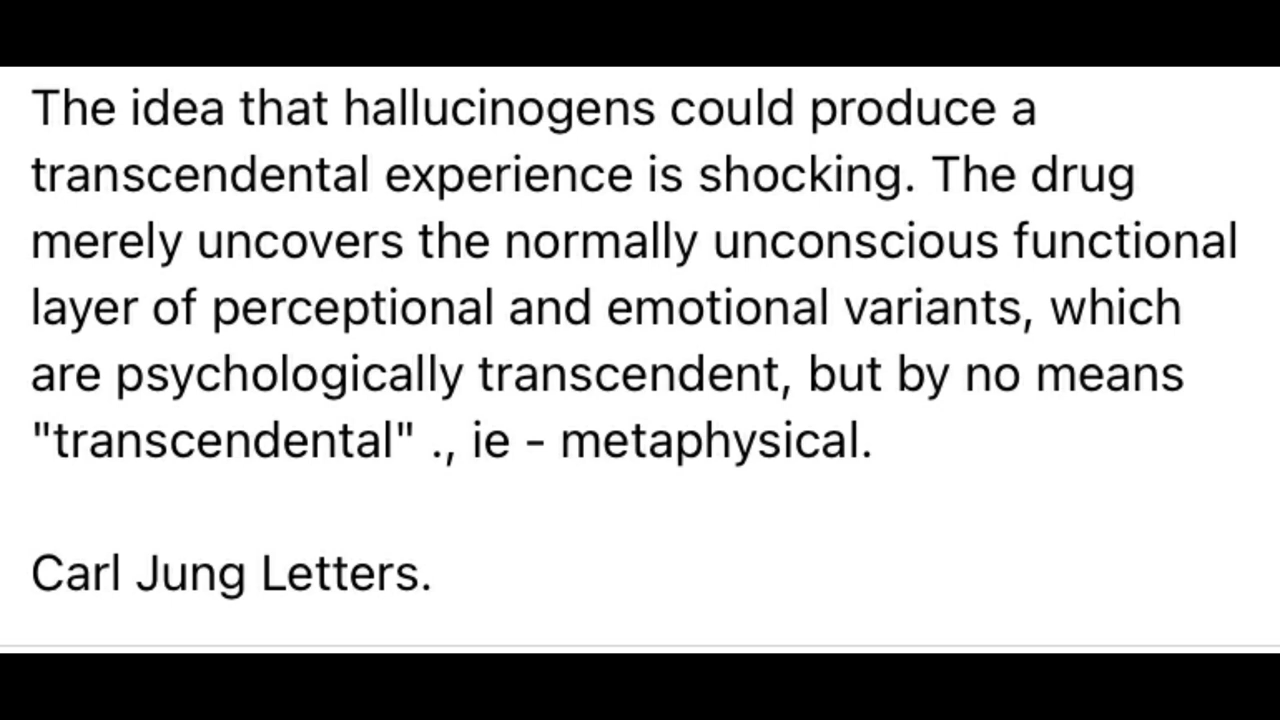 The idea that hallucinogens could produce a
transcendental experience is shocking. The drug
merely uncovers the normally unconscious functional
layer of perceptional and emotional variants, which
are psychologically transcendent, but by no means
"transcendental" ., ie - metaphysical.
Carl Jung Letters.